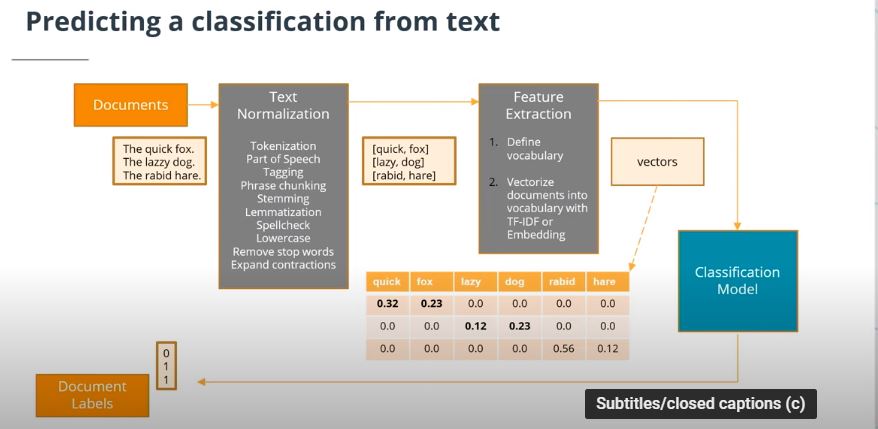 Predicting a classification from text
Documents
The quick fox.
The lazzy dog.
The rabid hare.
Text
Normalization
Tokenization
Part of Speech
Tagging
Phrase chunking
Stemming
Lemmatization
Spellcheck
Lowercase
Remove stop words
Expand contractions
[quick, fox]
[lazy, dog]
[rabid, hare]
Feature
Extraction
1. Define
vocabulary
2. Vectorize
documents into
vocabulary with
TF-IDF or
Embedding
vectors
quick fox lazy dog rabid hare
0.32 0.23 0.0 0.0 0.0 0.0
0.0 0.0 0.12 0.23 0.0 0.0
0.0 0.0 0.0 0.0 0.56 0.12
Classification
Model
0
1
1
Document
Labels
Subtitles/closed captions (c)